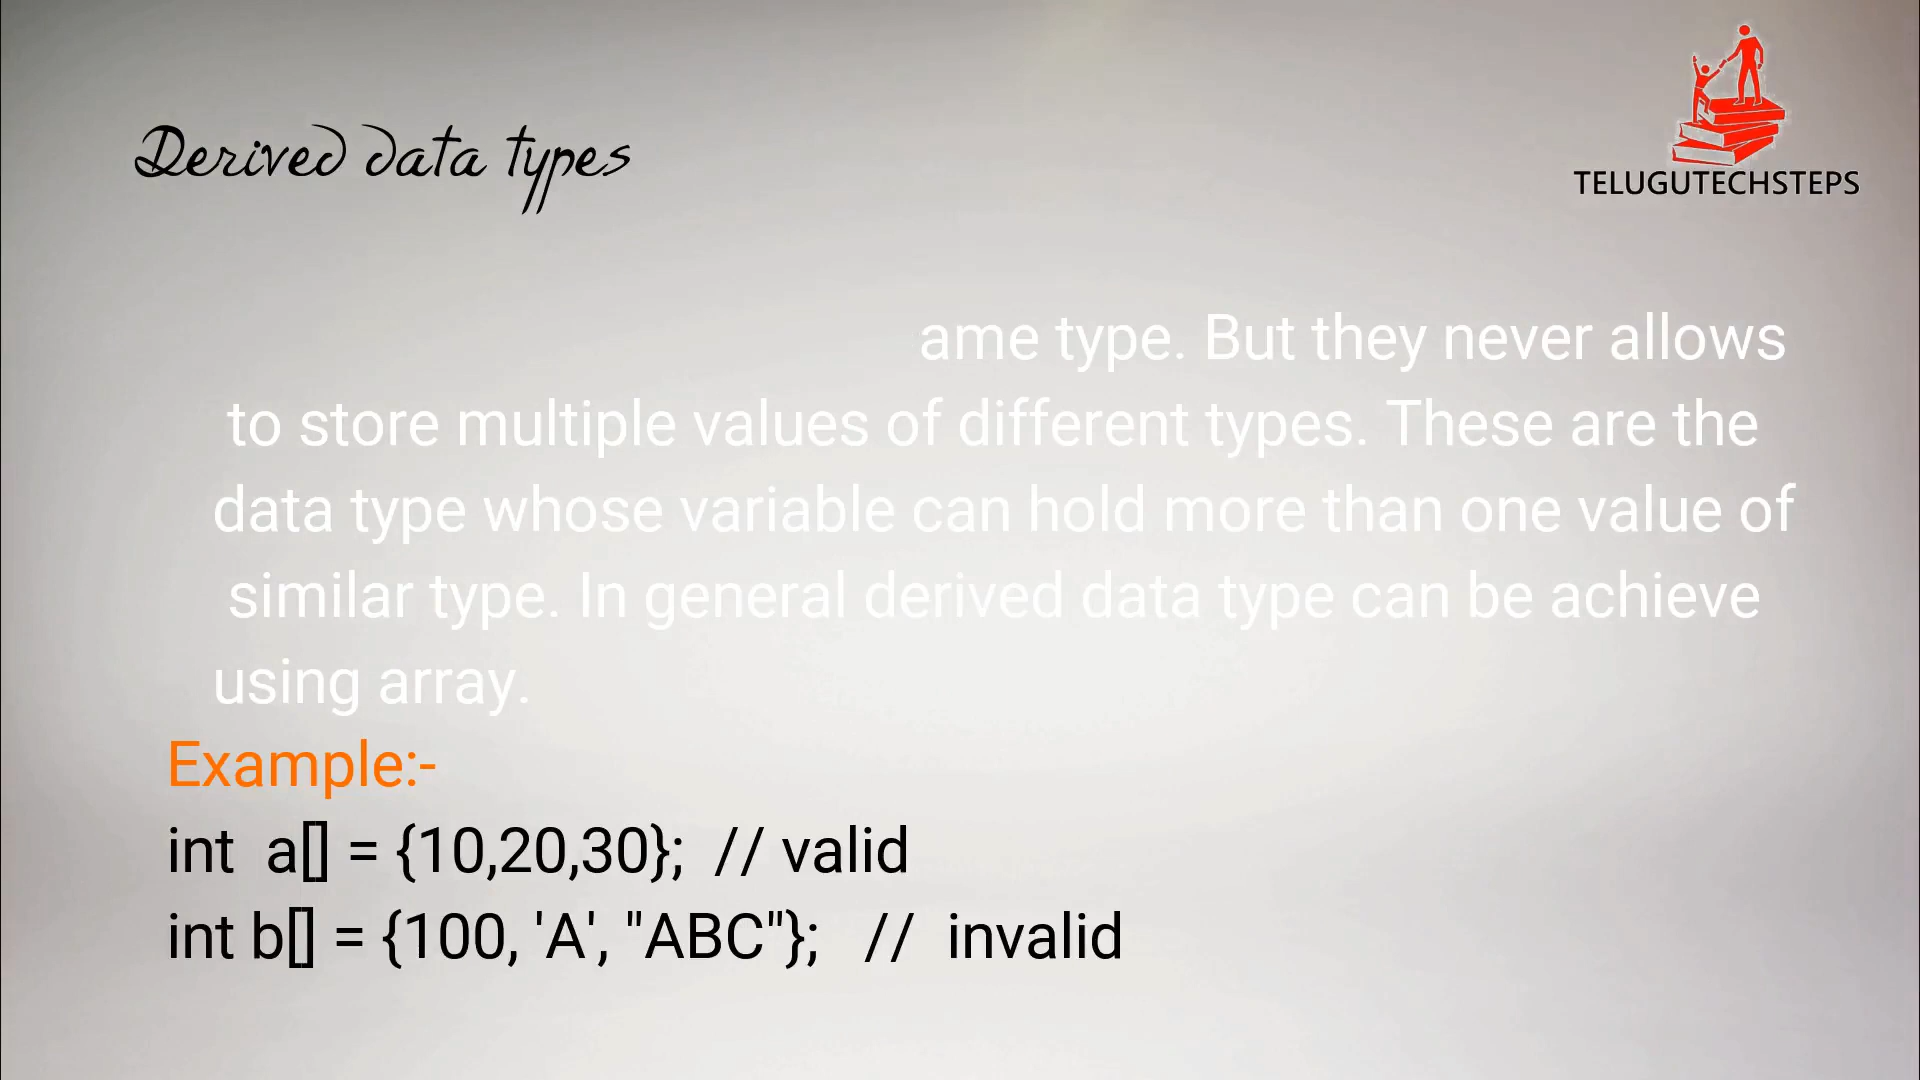 Derived data types
TELUGUTECHSTEPS
ame type. But they never allows
to store multiple values of different types. These are the
data type whose variable can hold more than one value of
similar type. In general derived data type can be achieve
using array.
Example:-
int  a[] = {10,20,30};  // valid
int b[] = {100, 'A', "ABC"};   //  invalid